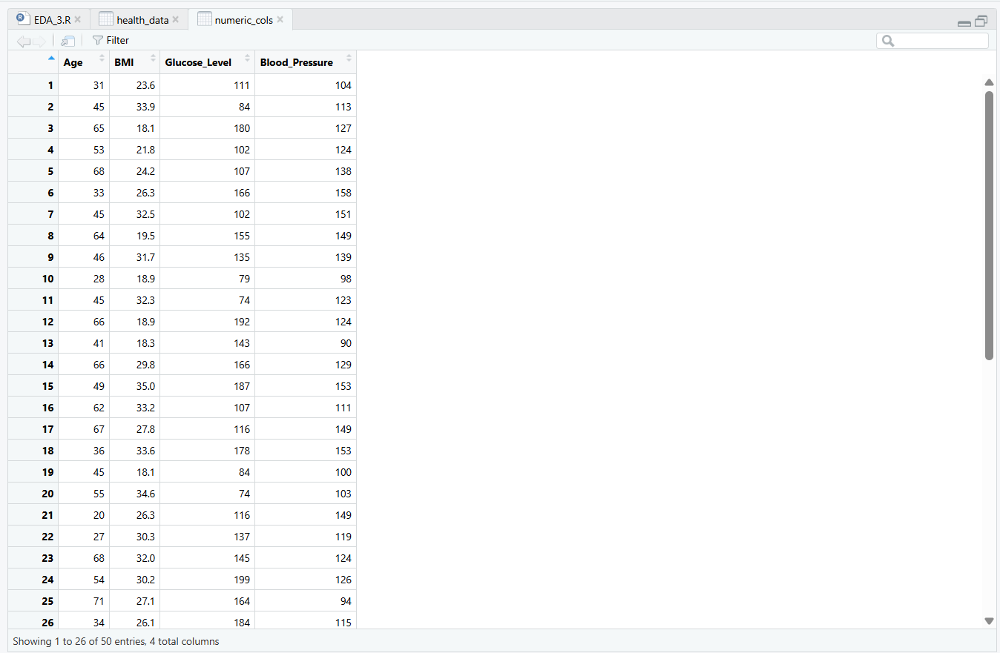 EDA_3.R health_data numeric_cols
Filter
Age BMI Glucose_Level Blood_Pressure
1 31 23.6 111 104
2 45 33.9 84 113
3 65 18.1 180 127
4 53 21.8 102 124
5 68 24.2 107 138
6 33 26.3 166 158
7 45 32.5 102 151
8 64 19.5 155 149
9 46 31.7 135 139
10 28 18.9 79 98
11 45 32.3 74 123
12 66 18.9 192 124
13 41 18.3 143 90
14 66 29.8 166 129
15 49 35.0 187 153
16 62 33.2 107 111
17 67 27.8 116 149
18 36 33.6 178 153
19 45 18.1 84 100
20 55 34.6 74 103
21 20 26.3 116 149
22 27 30.3 137 119
23 68 32.0 145 124
24 54 30.2 199 126
25 71 27.1 164 94
26 34 26.1 184 115
Showing 1 to 26 of 50 entries, 4 total columns